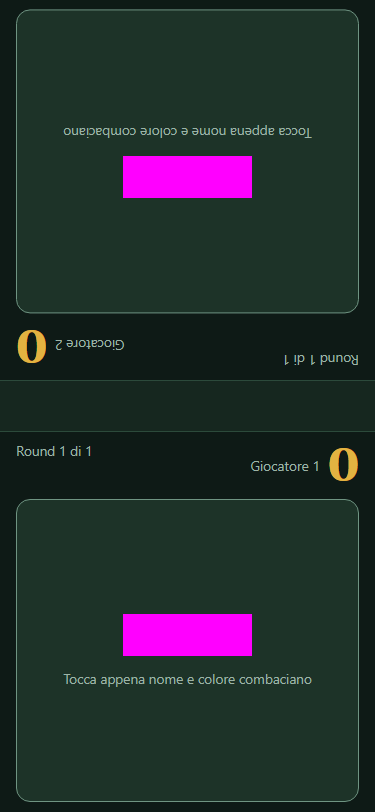 Tocca appena nome e colore combaciano
Giocatore 2 0
Round 1 di 1
Round 1 di 1
Giocatore 1 0
Tocca appena nome e colore combaciano